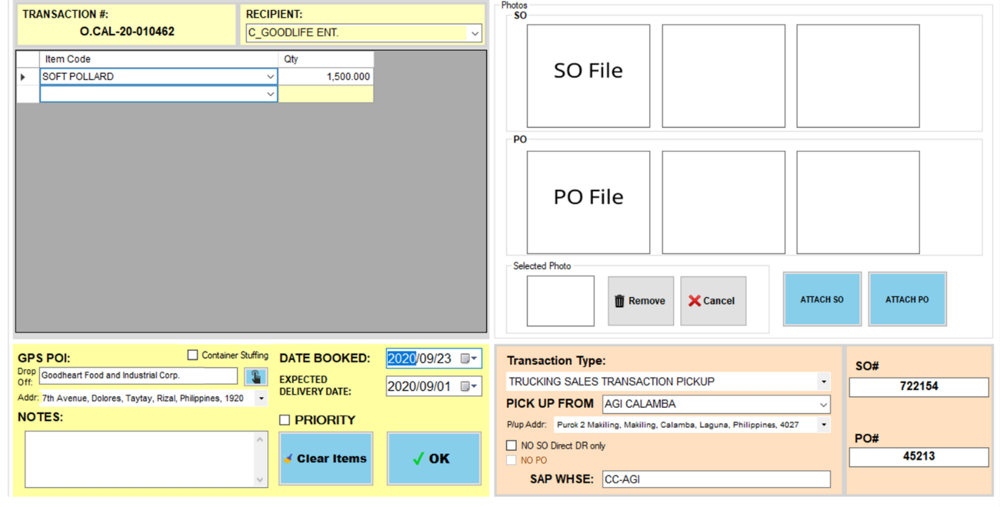 TRANSACTION #:
O.CAL-20-010462
RECIPIENT:
C_GOODLIFE ENT.
Item Code
Qty
SOFT POLLARD
1,500.000
Photos
SO
SO File
PO
PO File
Selected Photo
Remove
Cancel
ATTACH SO
ATTACH PO
GPS POI:
Container Stuffing
Drop Off:
Goodheart Food and Industrial Corp.
Addr:
7th Avenue, Dolores, Taytay, Rizal, Philippines, 1920
NOTES:
DATE BOOKED:
2020/09/23
EXPECTED
DELIVERY DATE:
2020/09/01
PRIORITY
Clear Items
OK
Transaction Type:
TRUCKING SALES TRANSACTION PICKUP
PICK UP FROM
AGI CALAMBA
P/up Addr:
Purok 2 Makiling, Makiling, Calamba, Laguna, Philippines, 4027
NO SO Direct DR only
NO PO
SAP WHSE:
CC-AGI
SO#
722154
PO#
45213